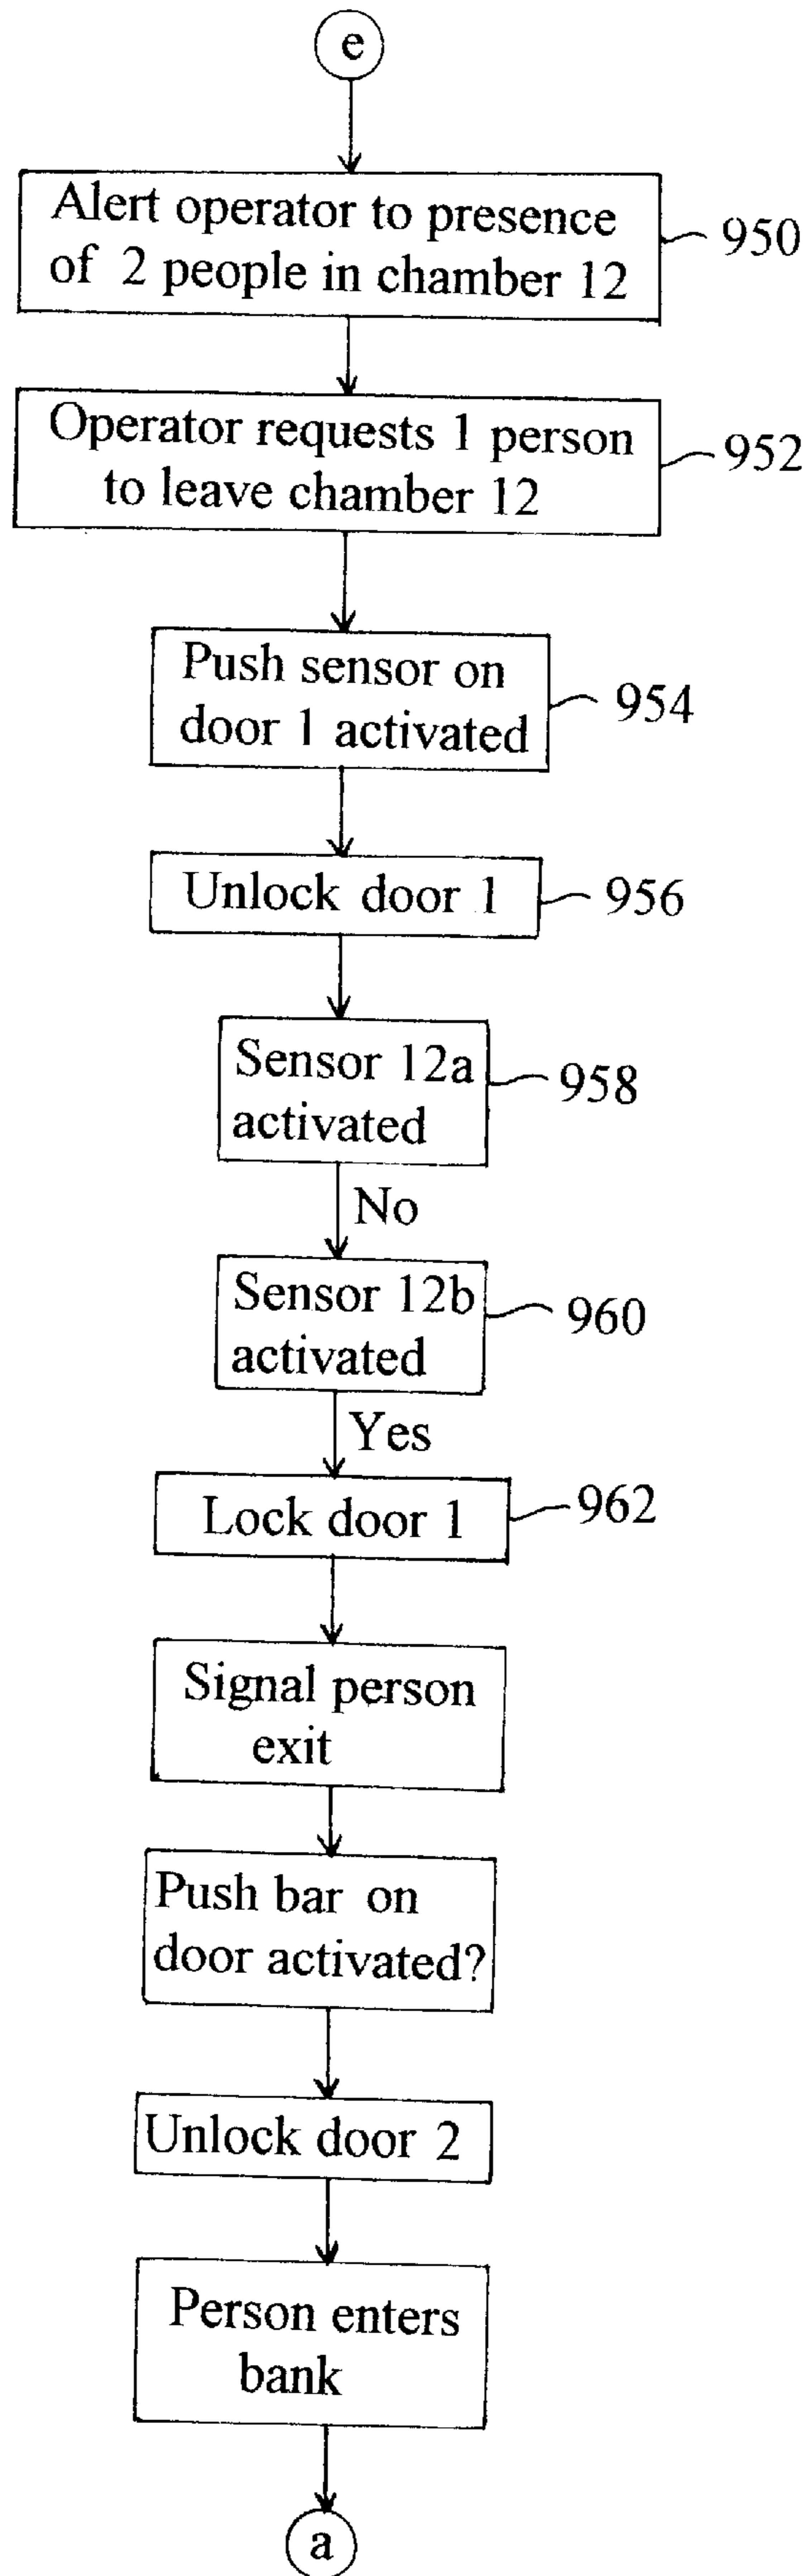 e
Alert operator to presence
of 2 people in chamber 12
950
Operator requests 1 person
to leave chamber 12
952
Push sensor on
door 1 activated
954
Unlock door 1
956
Sensor 12a
activated
958
No
Sensor 12b
activated
960
Yes
Lock door 1
962
Signal person
exit
Push bar on
door activated?
Unlock door 2
Person enters
bank
a